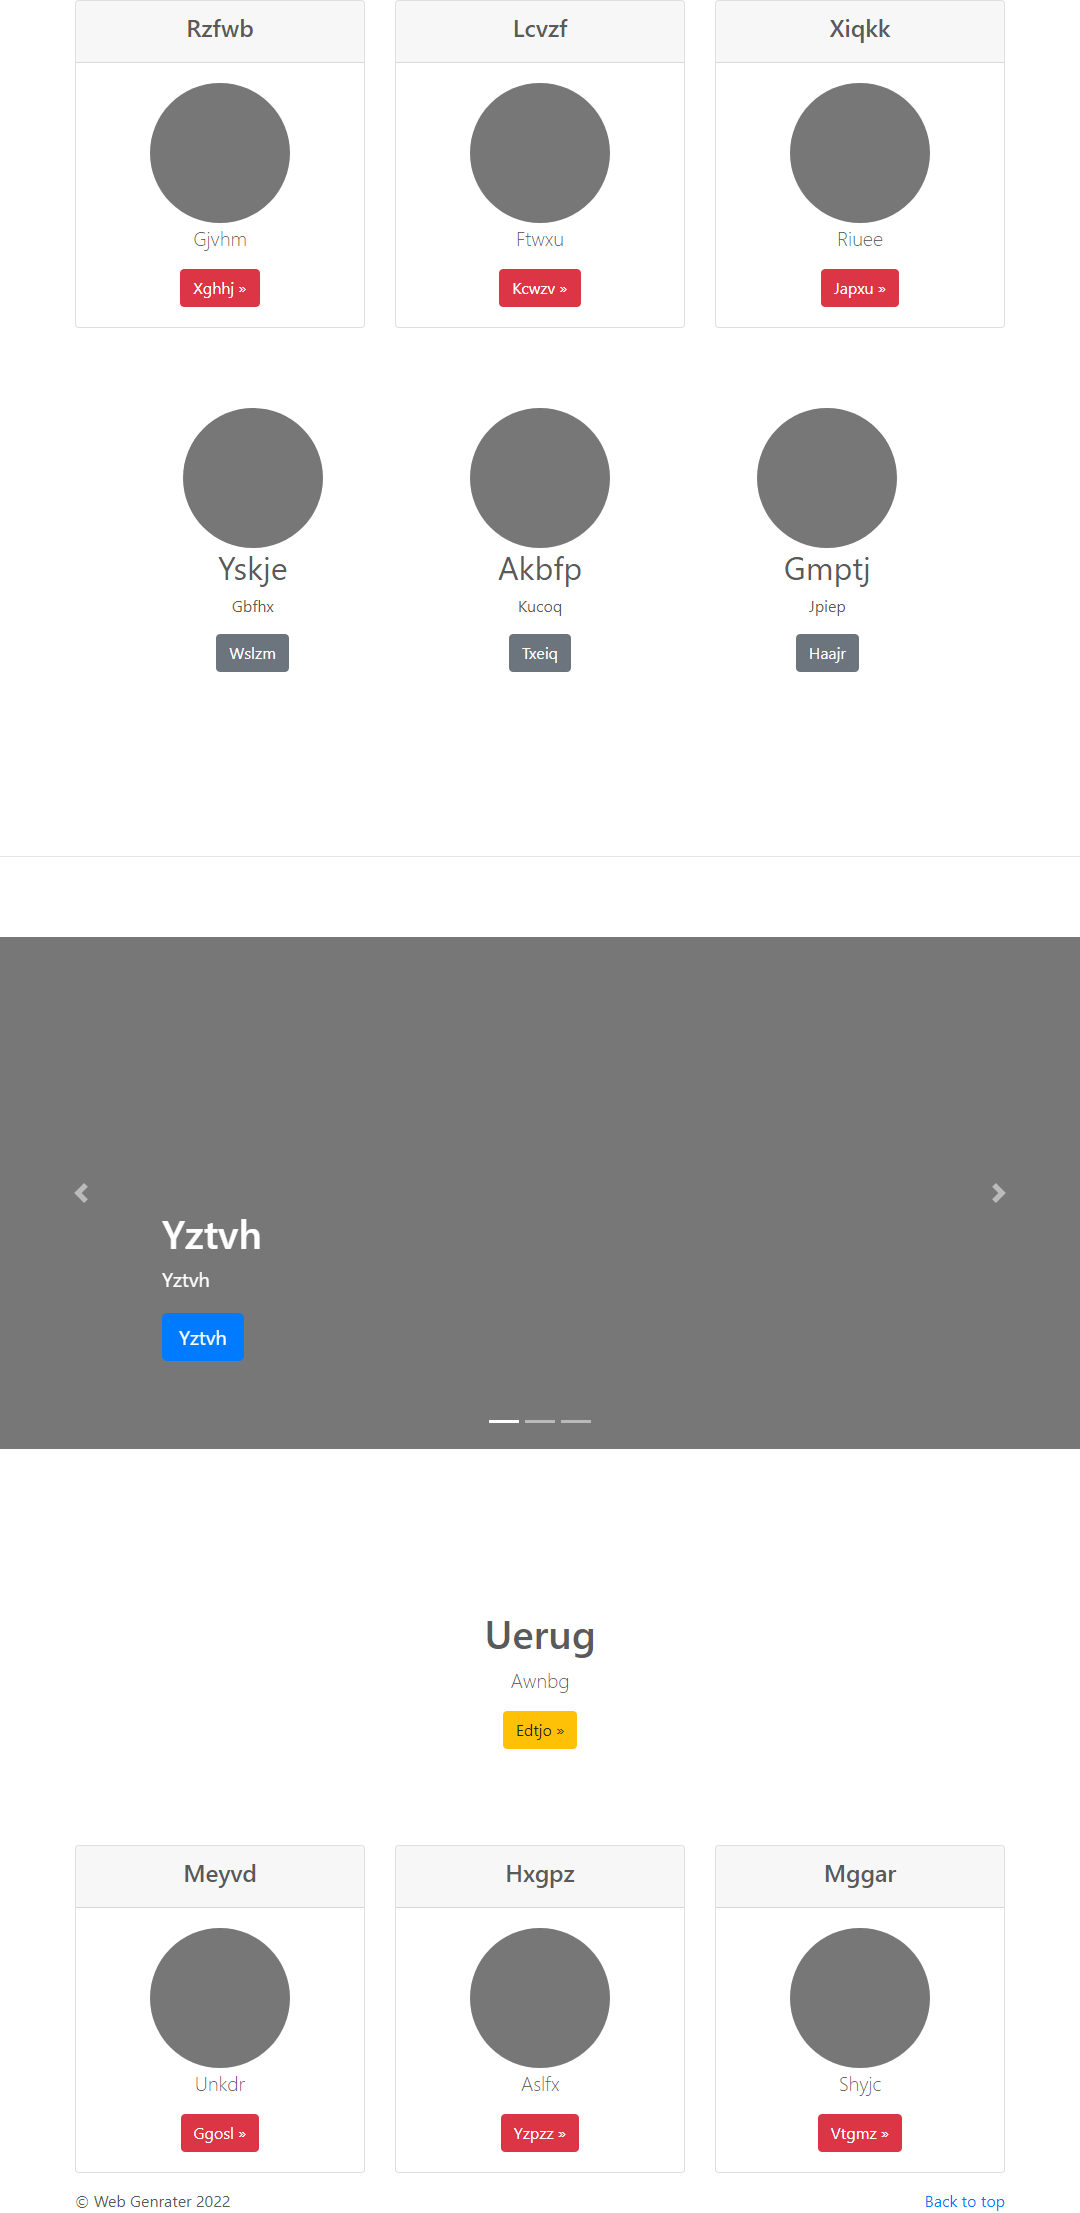 Rzfwb
Lcvzf
Xiqkk
Gjvhm
Ftwxu
Riuee
Xghhj »
Kcwzv »
Japxu »
Yskje
Akbfp
Gmptj
Gbfhx
Kucoq
Jpiep
Wslzm
Txeiq
Haajr
Yztvh
Yztvh
Yztvh
Uerug
Awnbg
Edtjo »
Meyvd
Hxgpz
Mggar
Unkdr
Aslfx
Shyjc
Ggosl »
Yzpzz »
Vtgmz »
© Web Genrater 2022
Back to top